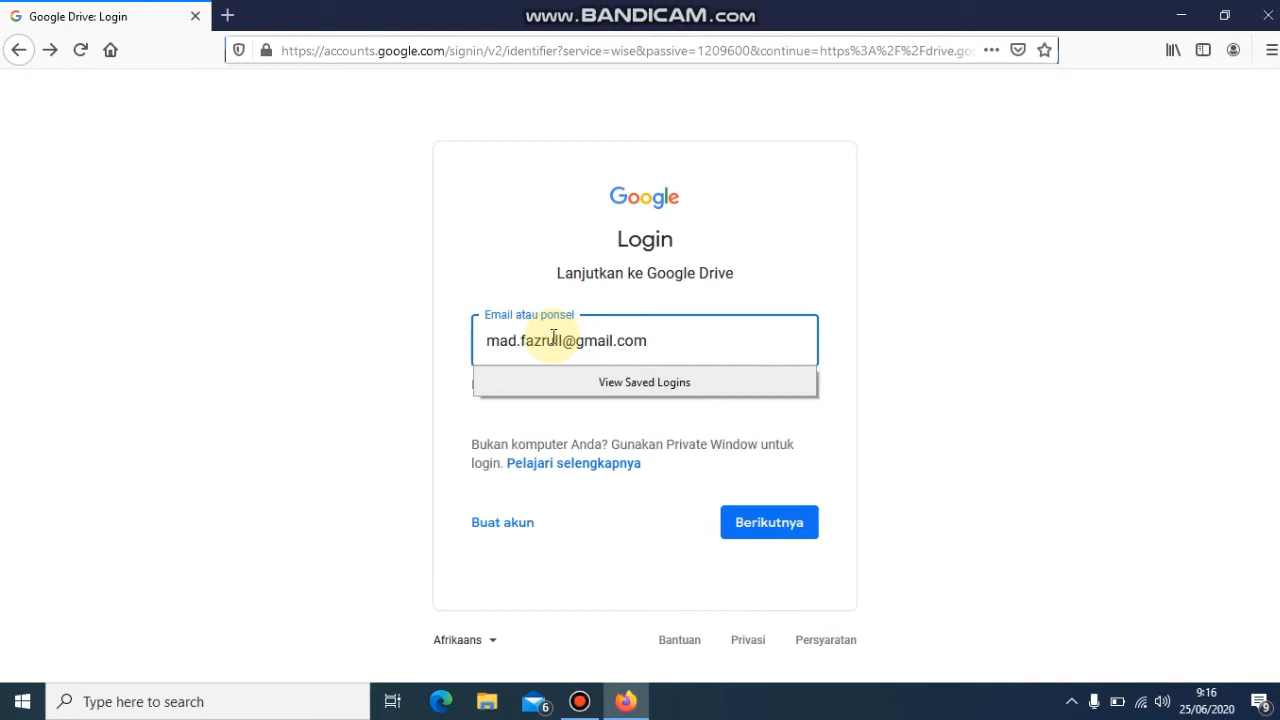 Google Drive: Login
www.BANDICAM.com
https://accounts.google.com/signin/v2/identifier?service=wise&passive=1209600&continue=https%3A%2F%2Fdrive.go
Google
Login
Lanjutkan ke Google Drive
Email atau ponsel
mad.fazrull@gmail.com
View Saved Logins
Bukan komputer Anda? Gunakan Private Window untuk
login. Pelajari selengkapnya
Buat akun
Berikutnya
Afrikaans
Bantuan
Privasi
Persyaratan
Type here to search
6
9:16
25/06/2020
9